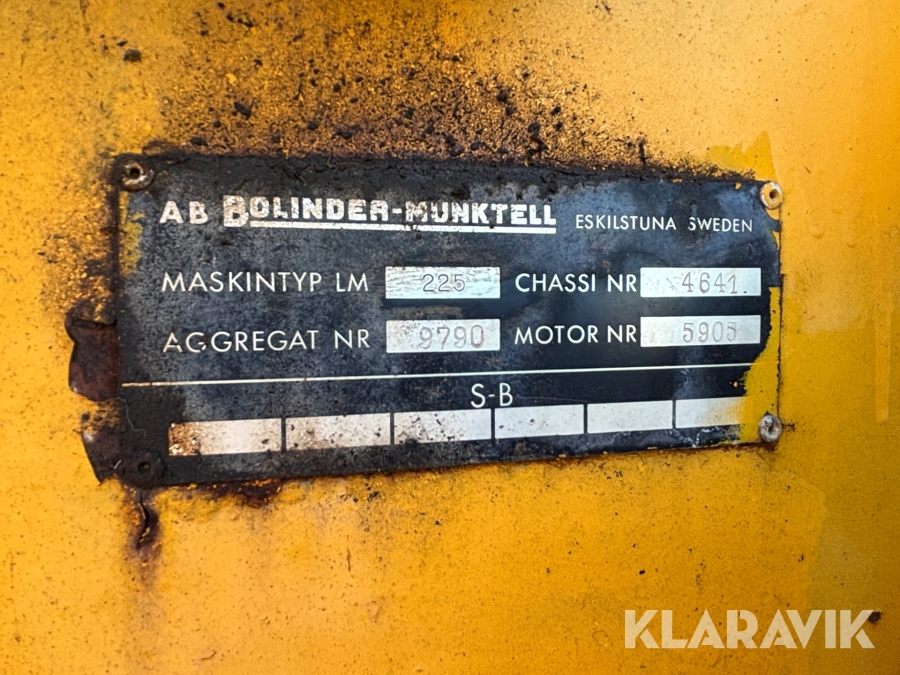 AB BOLINDER-MUNKTELL ESKILSTUNA SWEDEN
MASKINTYP LM 225 CHASSI NR 4641.
AGGREGAT NR 9790 MOTOR NR 5905
S-B
KLARAVIK